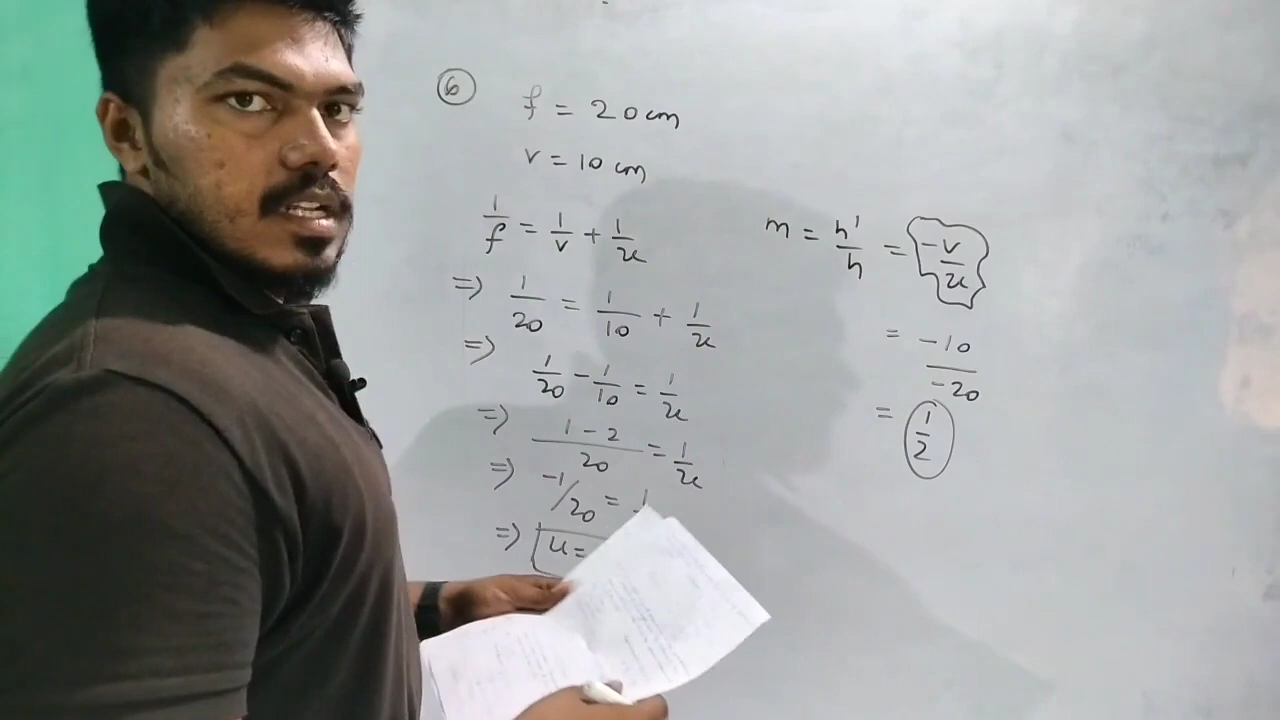 6
f = 20 cm
v = 10 cm
1/f = 1/v + 1/u
=> 1/20 = 1/10 + 1/u
=> 1/20 - 1/10 = 1/u
=> 1-2/20 = 1/u
=> -1/20 = 1
=> u =
m = h'/h = -v/u
= -10/-20
= 1/2